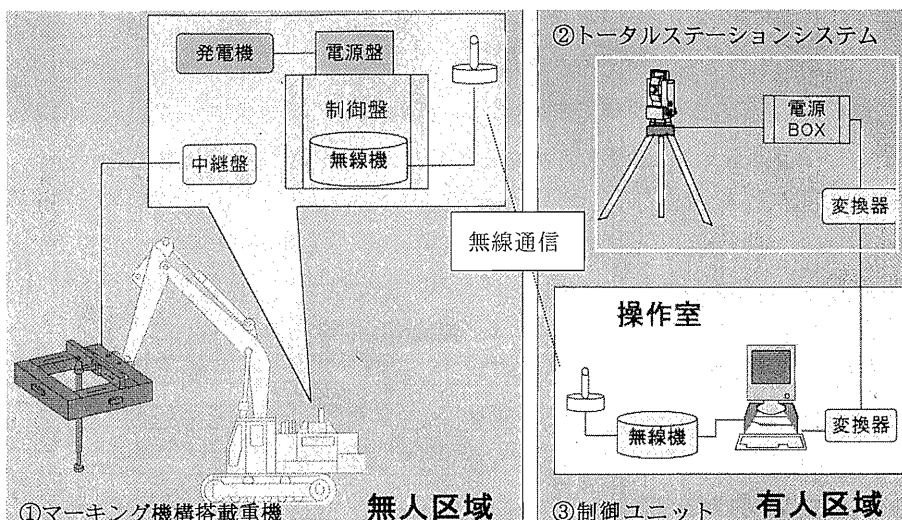 発電機
電源盤
制御盤
無線機
中継盤
①マーキング機構搭載重機
無人区域
無線通信
②トータルステーションシステム
電源
BOX
変換器
操作室
無線機
変換器
③制御ユニット
有人区域